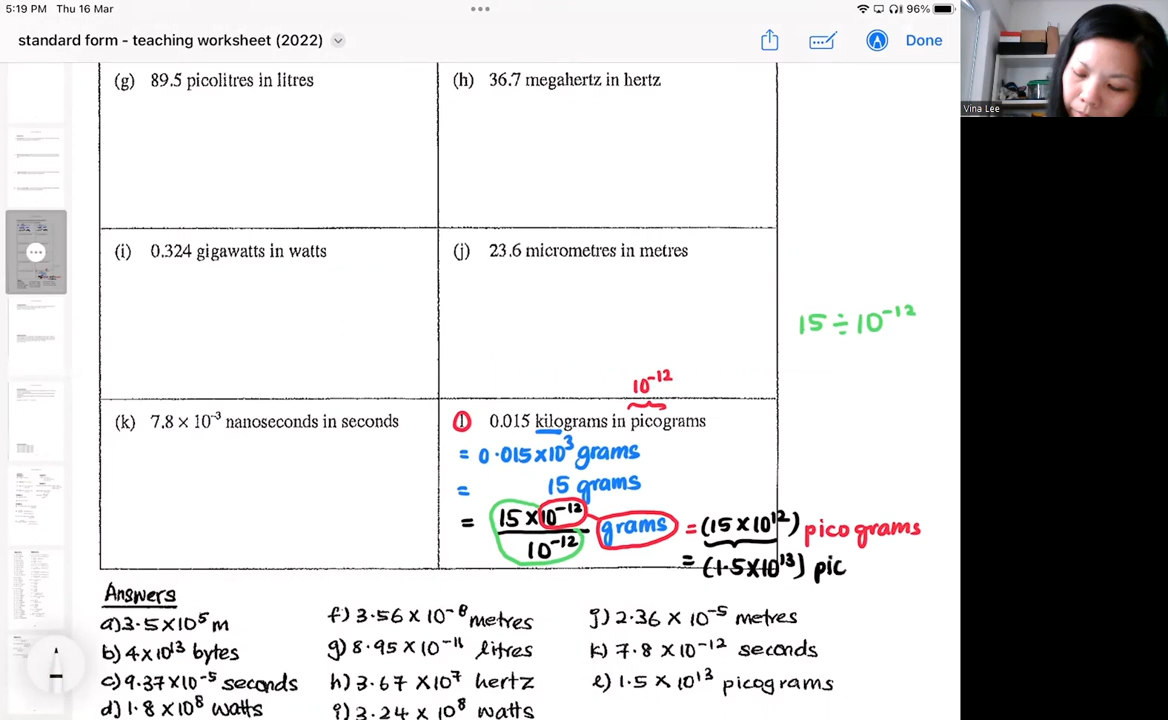 5:19 PM Thu 16 Mar
96%
standard form - teaching worksheet (2022)
Done
Vina Lee
(g) 89.5 picolitres in litres
(h) 36.7 megahertz in hertz
(i) 0.324 gigawatts in watts
(j) 23.6 micrometres in metres
15 ÷ 10⁻¹²
10⁻¹²
(k) 7.8 × 10⁻³ nanoseconds in seconds
(l) 0.015 kilograms in picograms
= 0.015 × 10³ grams
= 15 grams
= 15 × 10⁻¹² / 10⁻¹² grams = (15 × 10¹²) picograms
= (1.5 × 10¹³) pic
Answers
a) 3.5 × 10⁵ m
b) 4 × 10¹³ bytes
c) 9.37 × 10⁻⁵ seconds
d) 1.8 × 10⁸ watts
f) 3.56 × 10⁻⁸ metres
g) 8.95 × 10⁻¹¹ litres
h) 3.67 × 10⁷ hertz
i) 3.24 × 10⁸ watts
j) 2.36 × 10⁻⁵ metres
k) 7.8 × 10⁻¹² seconds
l) 1.5 × 10¹³ picograms